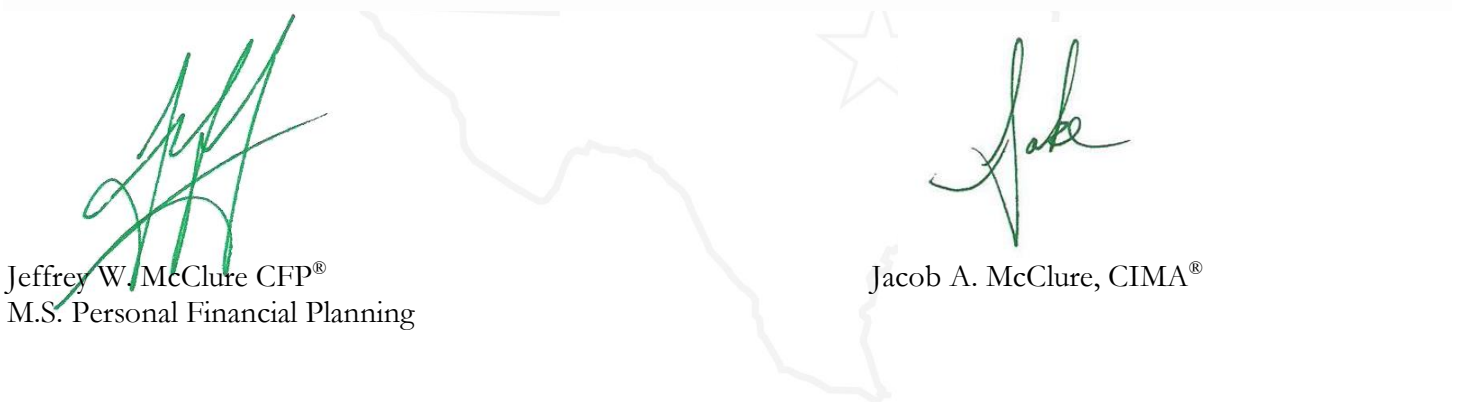 Jake
Jeffrey W. McClure CFP®
M.S. Personal Financial Planning
Jacob A. McClure, CIMA®